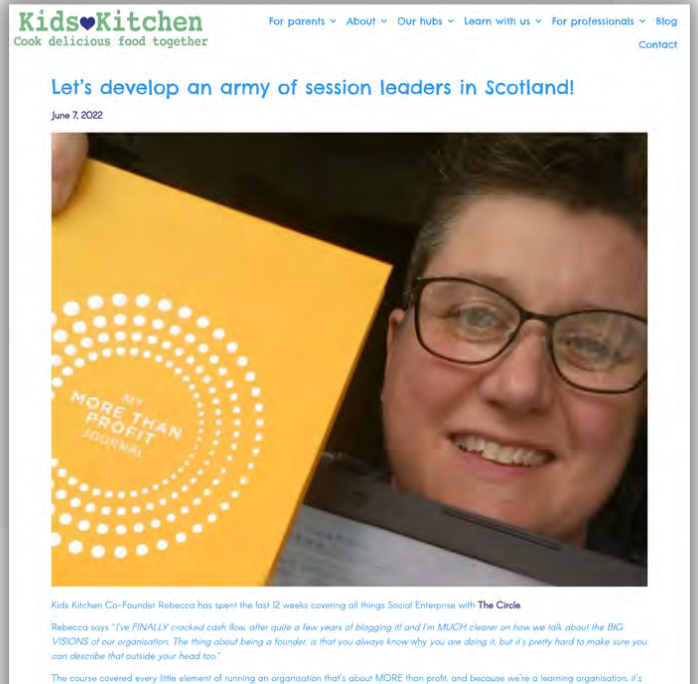 Kids Kitchen
Cook delicious food together
For parents About Our hubs Learn with us For professionals Blog
Contact
Let's develop an army of session leaders in Scotland!
June 7, 2022
MY
MORE THAN
PROFIT
JOURNAL
Kids Kitchen Co-Founder Rebecca has spent the last 12 weeks covering all things Social Enterprise with The Circle.
Rebecca says "I've FINALLY cracked cash flow, after quite a few years of blagging it! and I'm MUCH clearer on how we talk about the BIG
VISIONS of our organisation. The thing about being a founder, is that you always know why you are doing it, but it's pretty hard to make sure you
can describe that outside your head too."
The course covered every little element of running an organisation that's about MORE than profit, and because we're a learning organisation, it's